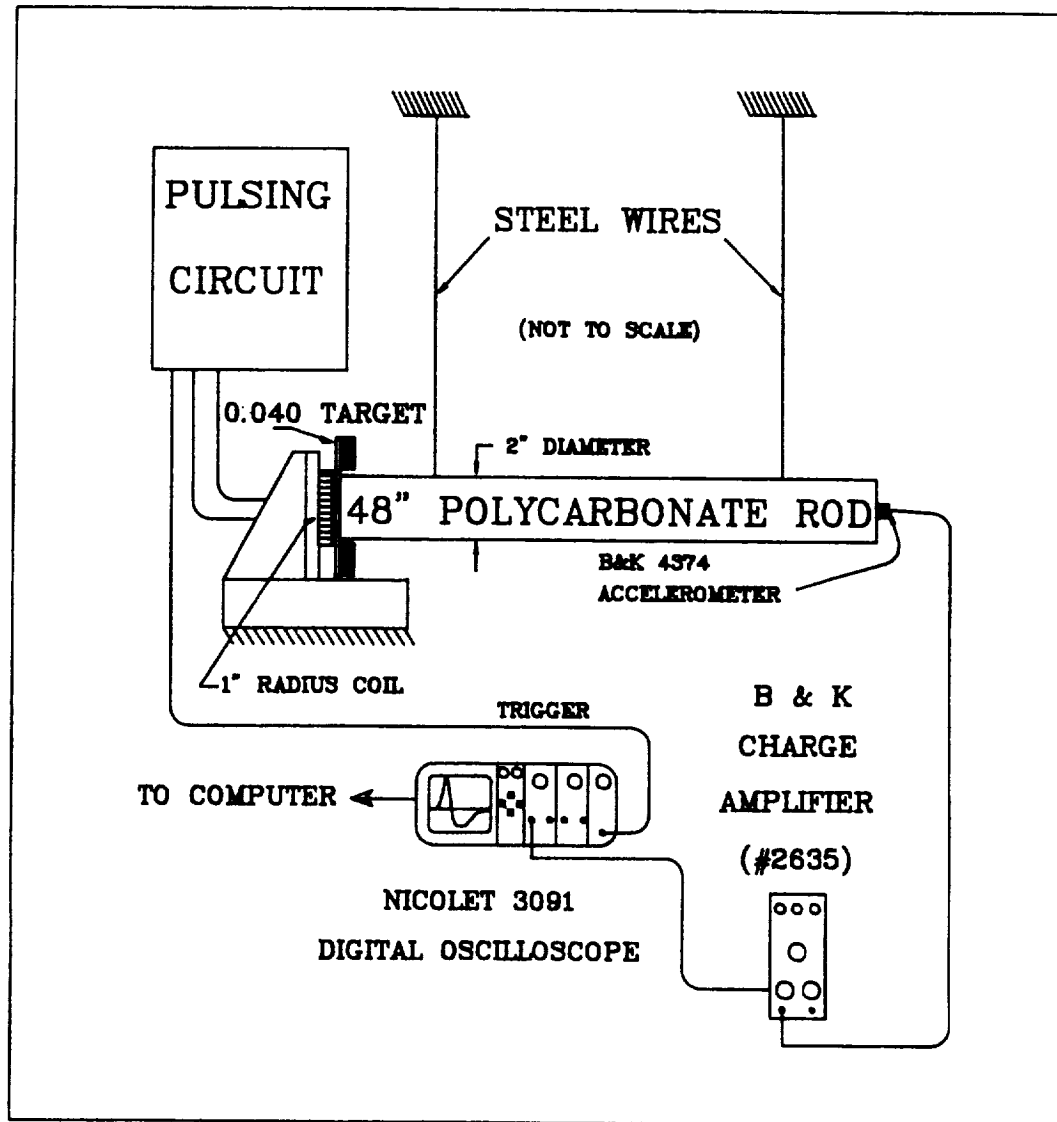 PULSING
CIRCUIT
STEEL WIRES
(NOT TO SCALE)
0.040 TARGET
2" DIAMETER
48" POLYCARBONATE ROD
B&K 4374
ACCELEROMETER
1" RADIUS COIL
TRIGGER
B & K
CHARGE
AMPLIFIER
(#2635)
TO COMPUTER
NICOLET 3091
DIGITAL OSCILLOSCOPE